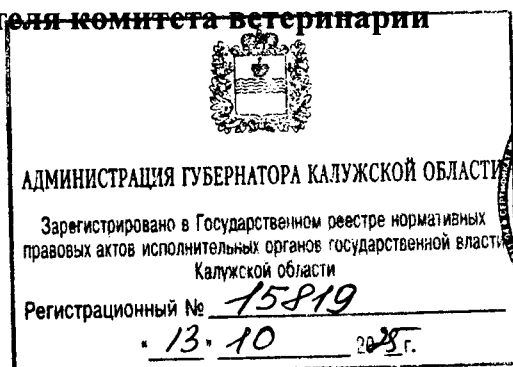 теля комитета ветеринарии
АДМИНИСТРАЦИЯ ГУБЕРНАТОРА КАЛУЖСКОЙ ОБЛАСТИ
Зарегистрировано в Государственном реестре нормативных
правовых актов исполнительных органов государственной власти
Калужской области
Регистрационный № 15819
"13" 10 2025 г.